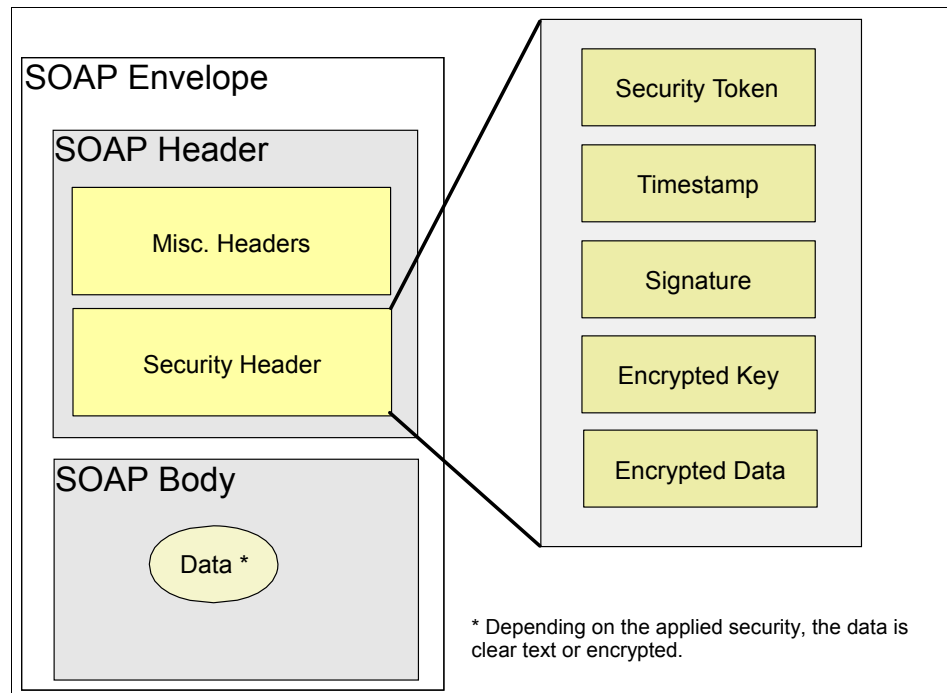 SOAP Envelope
SOAP Header
Misc. Headers
Security Header
SOAP Body
Data *
Security Token
Timestamp
Signature
Encrypted Key
Encrypted Data
* Depending on the applied security, the data is
clear text or encrypted.